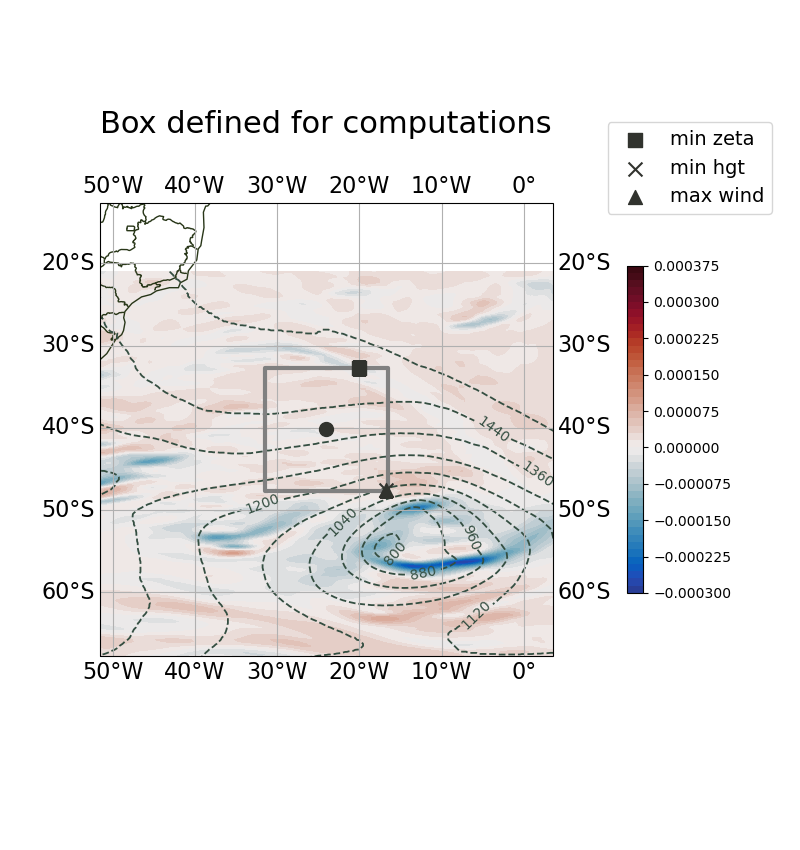 Box defined for computations
min zeta
min hgt
max wind
50°W 40°W 30°W 20°W 10°W 0°
20°S 20°S
30°S 30°S
40°S 40°S
50°S 50°S
60°S 60°S
50°W 40°W 30°W 20°W 10°W 0°
1440
1360
1200
1040
960
800
880
1120
0.000375
0.000300
0.000225
0.000150
0.000075
0.000000
−0.000075
−0.000150
−0.000225
−0.000300